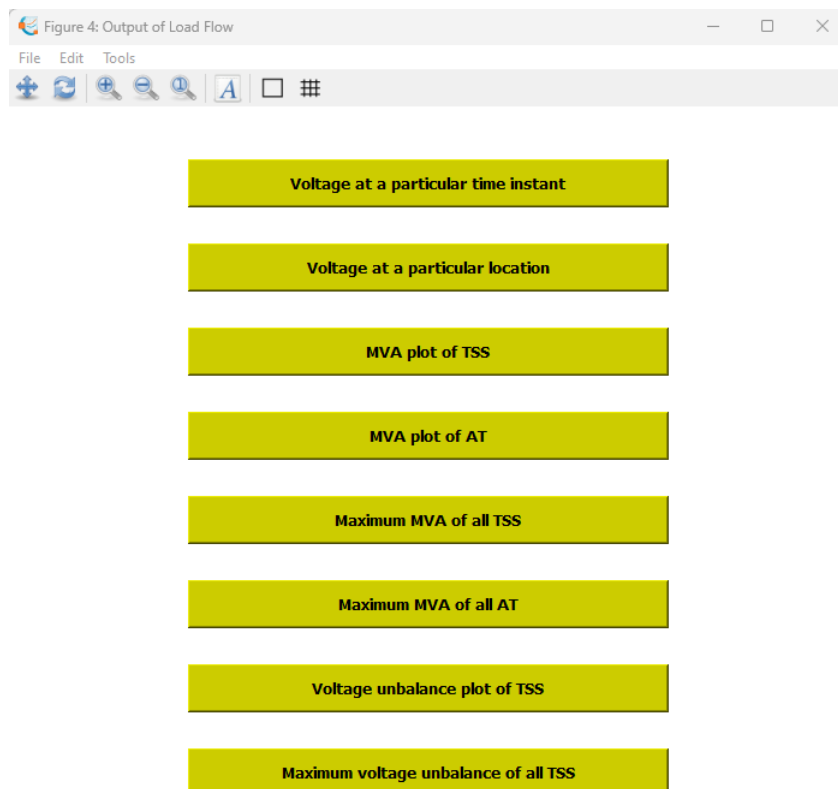 Figure 4: Output of Load Flow
File Edit Tools
A
Voltage at a particular time instant
Voltage at a particular location
MVA plot of TSS
MVA plot of AT
Maximum MVA of all TSS
Maximum MVA of all AT
Voltage unbalance plot of TSS
Maximum voltage unbalance of all TSS